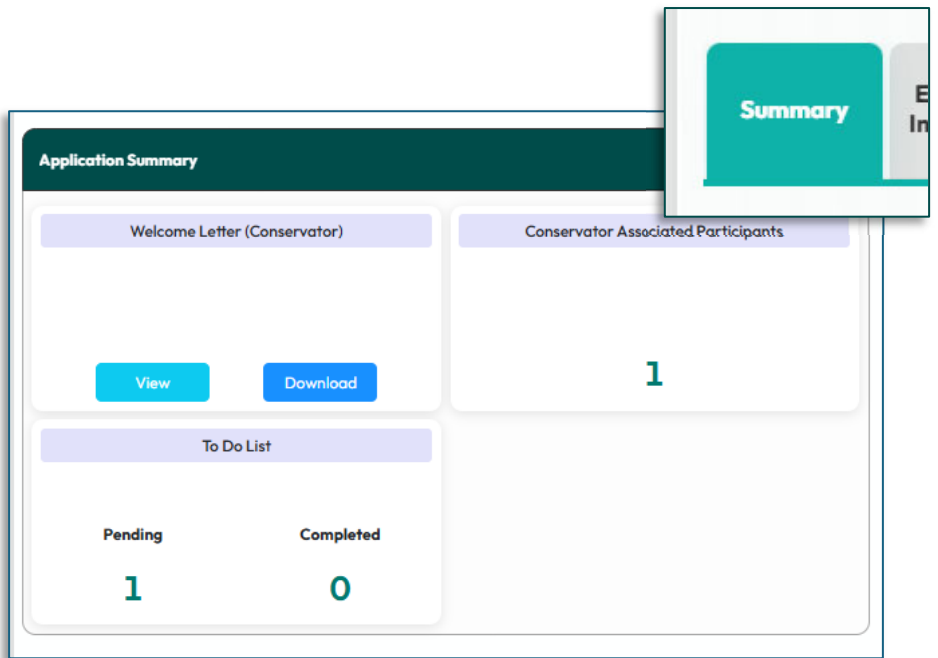 Summary
E
In
Application Summary
Welcome Letter (Conservator)
Conservator Associated Participants
View
Download
1
To Do List
Pending
Completed
1
0